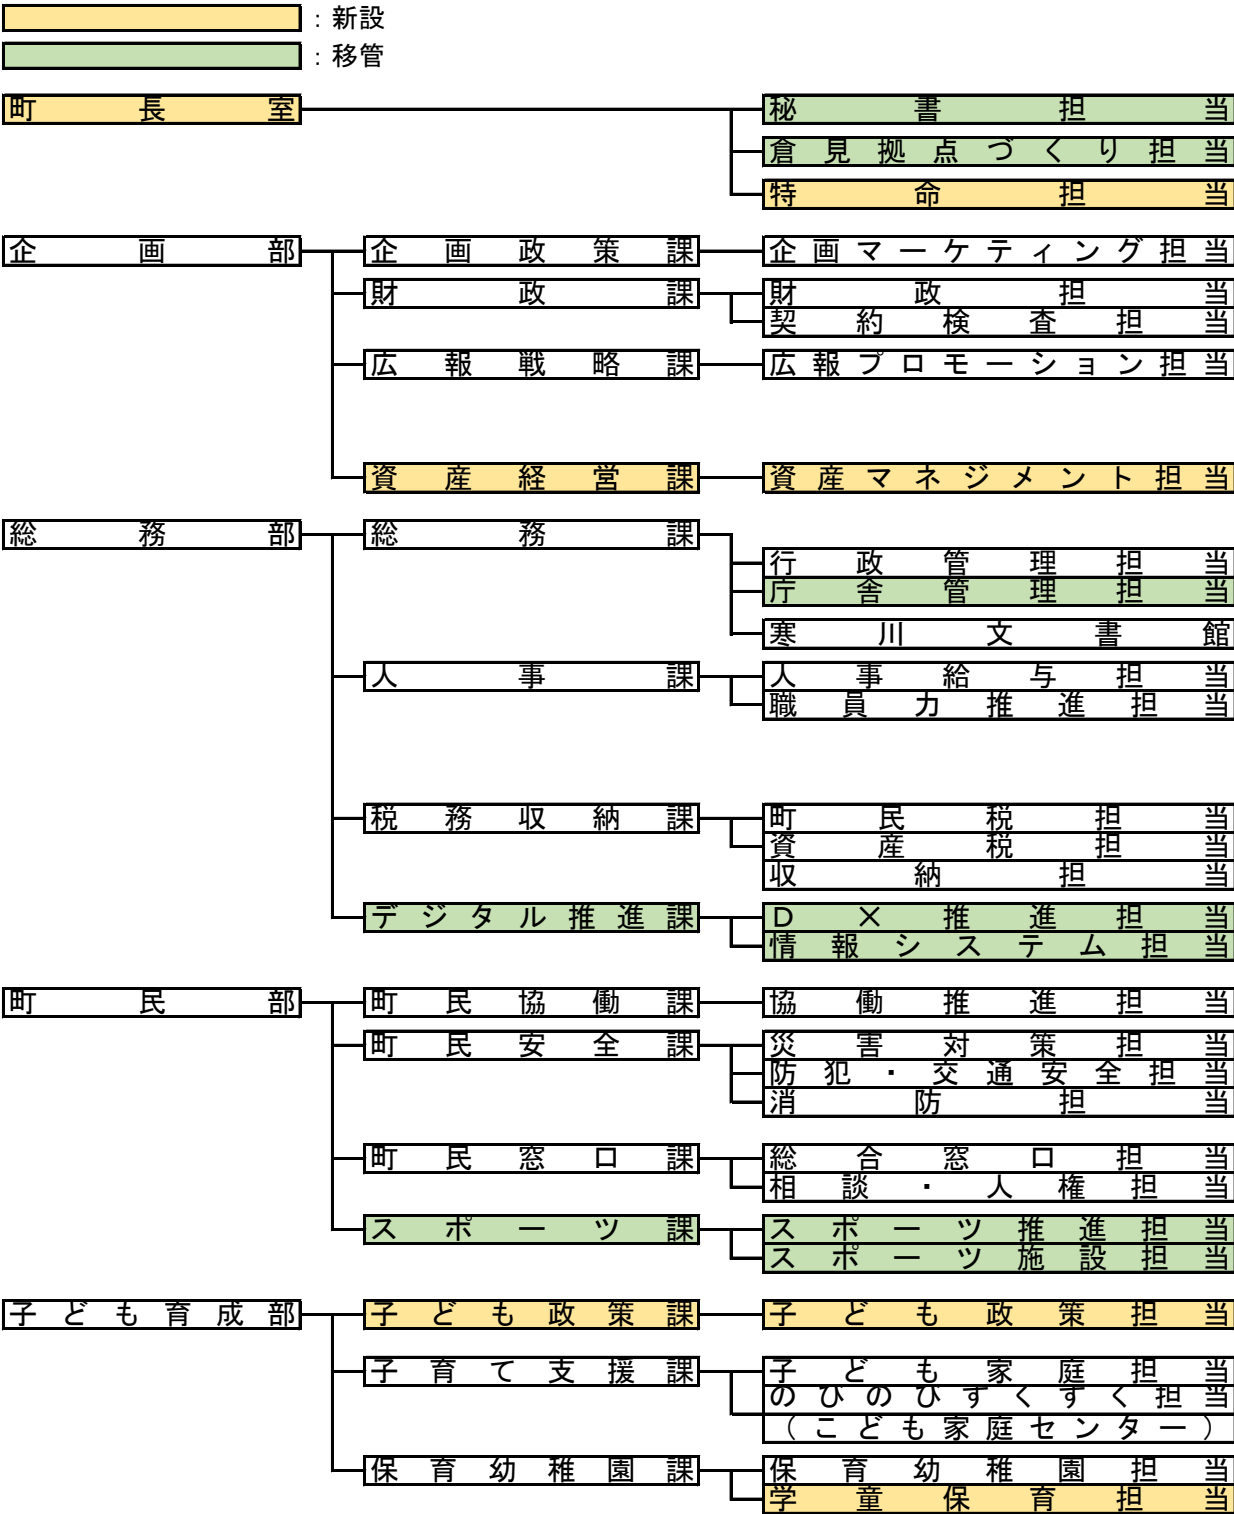 ：新設
：移管
町長室 秘書担当
倉見拠点づくり担当
特命担当
企画部 企画政策課 企画マーケティング担当
財政課 財政担当
契約検査担当
広報戦略課 広報プロモーション担当
資産経営課 資産マネジメント担当
総務部 総務課
行政管理担当
庁舎管理担当
寒川文書館
人事課 人事給与担当
職員力推進担当
税務収納課 町民税担当
資産税担当
収納担当
デジタル推進課 ＤＸ推進担当
情報システム担当
町民部 町民協働課 協働推進担当
町民安全課 災害対策担当
防犯・交通安全担当
消防担当
町民窓口課 総合窓口担当
相談・人権担当
スポーツ課 スポーツ推進担当
スポーツ施設担当
子ども育成部 子ども政策課 子ども政策担当
子育て支援課 子ども家庭担当
のびのびすくすく担当
（こども家庭センター）
保育幼稚園課 保育幼稚園担当
学童保育担当